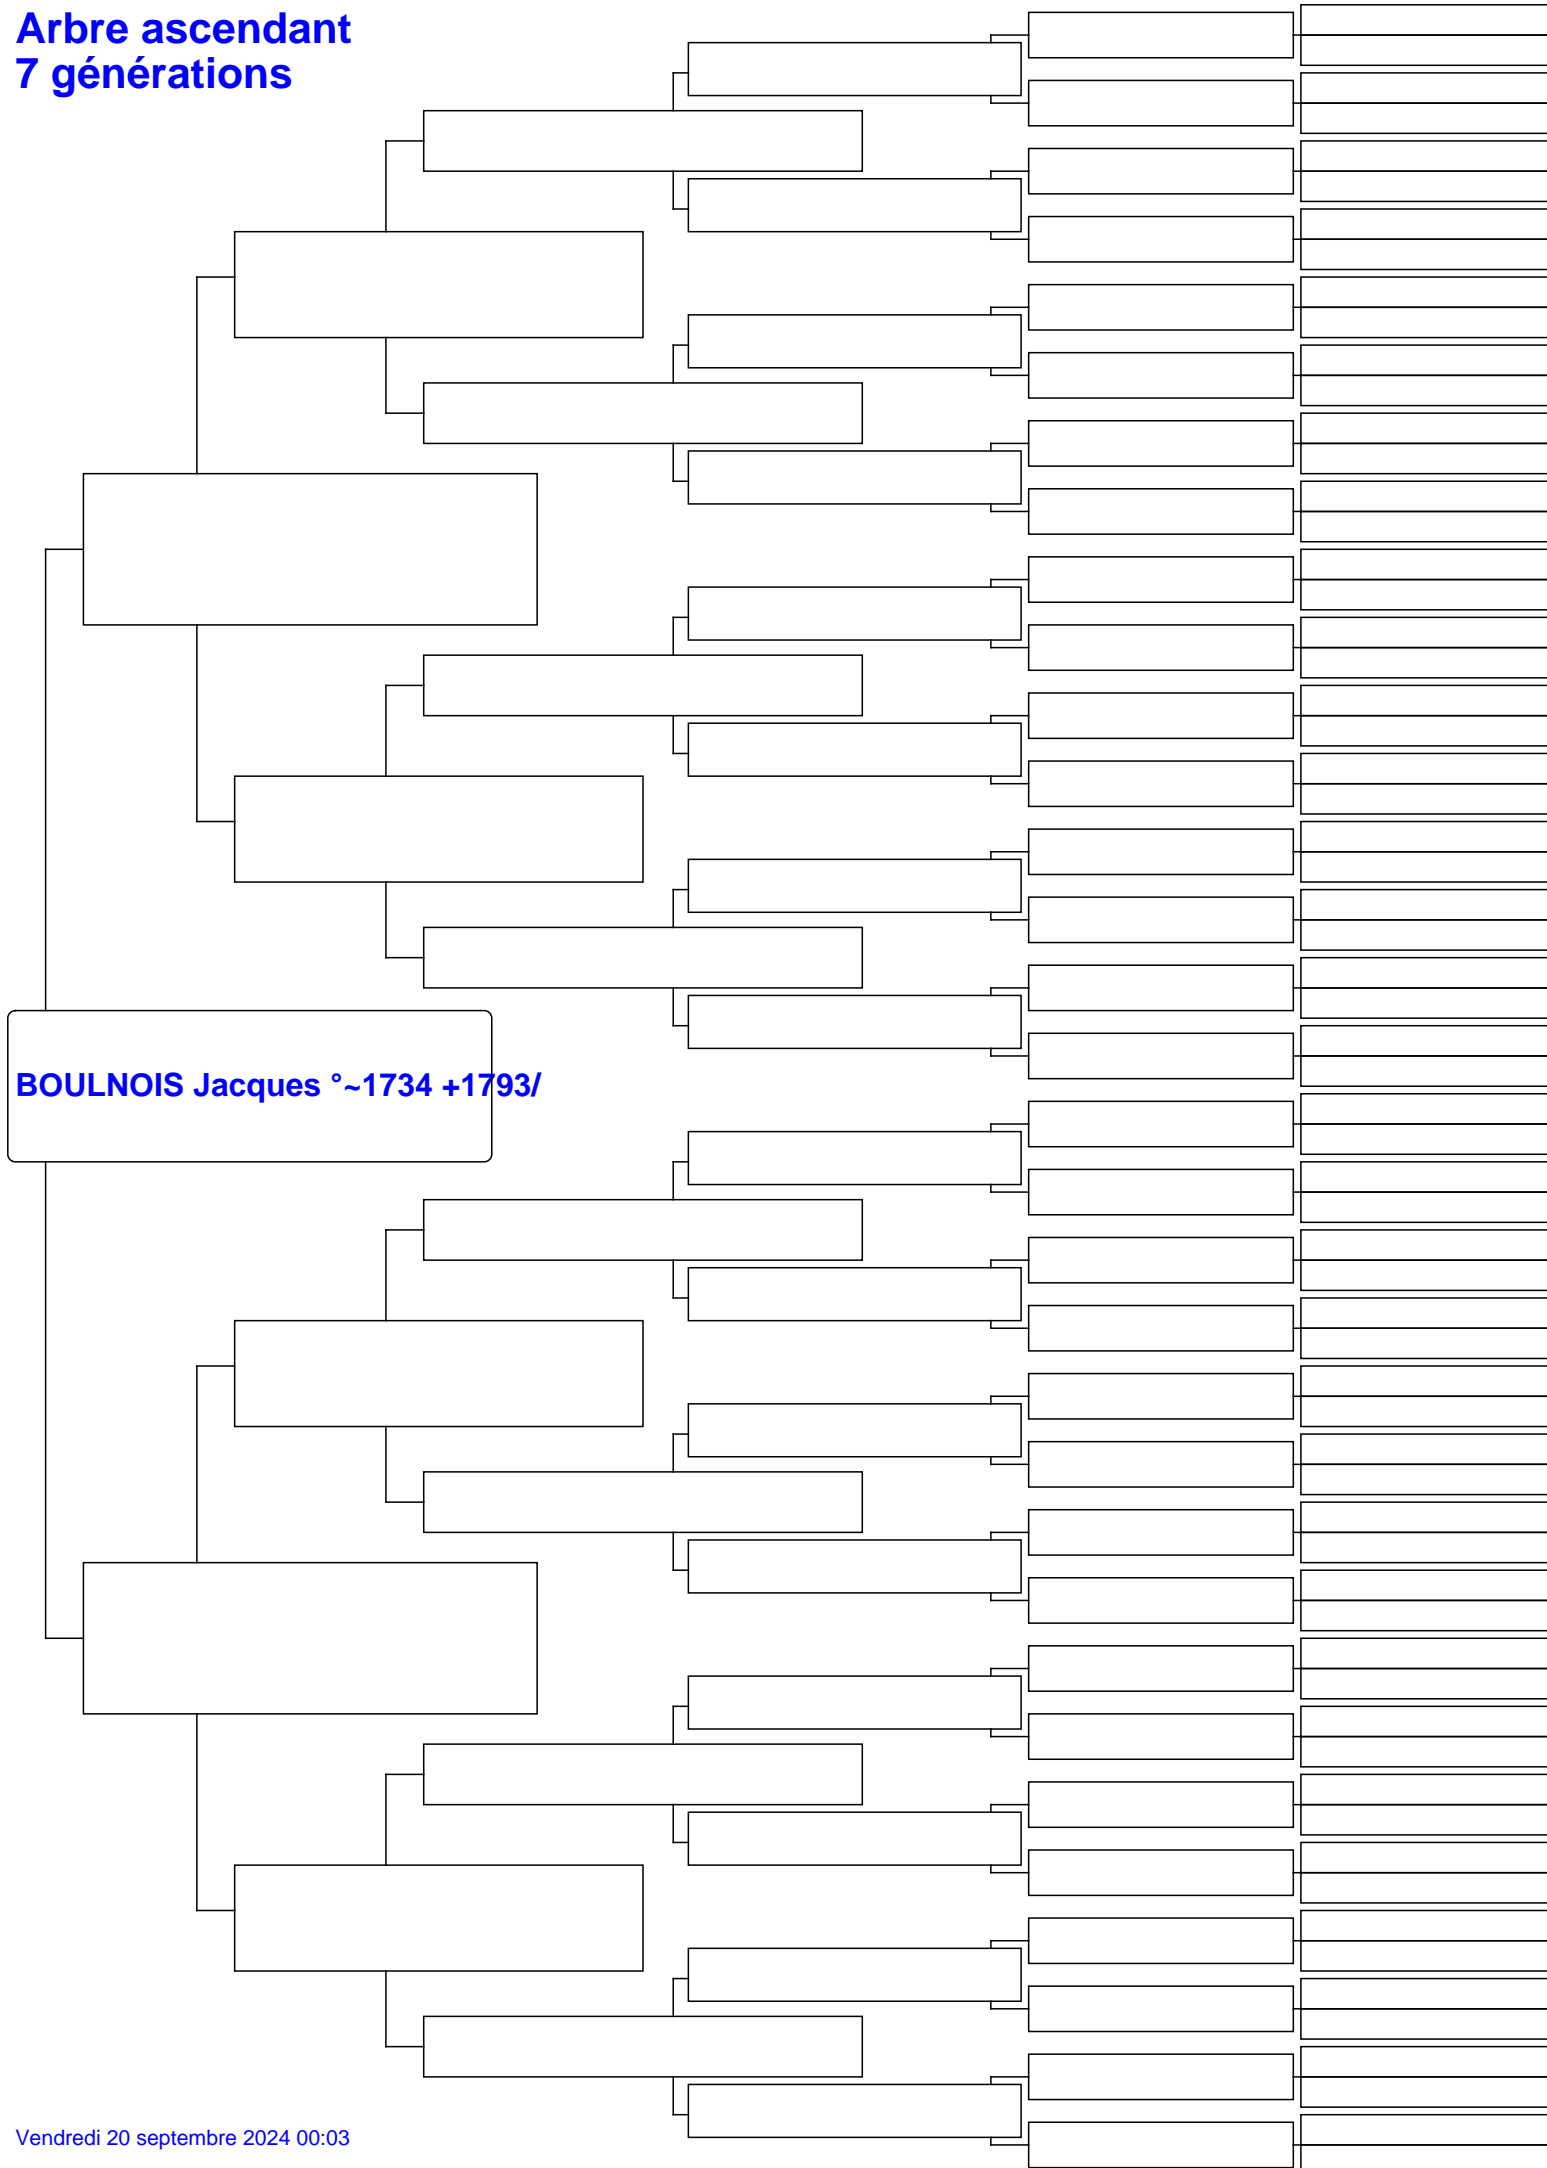 Arbre ascendant
7 générations
BOULNOIS Jacques °~1734 +1793/
Vendredi 20 septembre 2024 00:03